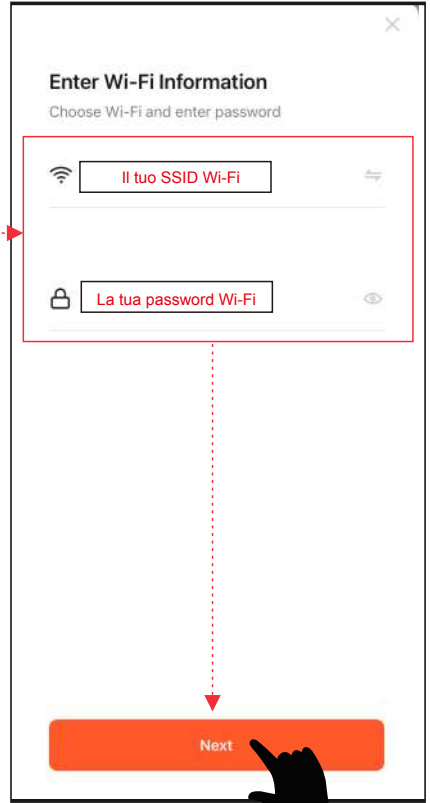 Enter Wi-Fi Information
Choose Wi-Fi and enter password
Il tuo SSID Wi-Fi
La tua password Wi-Fi
Next